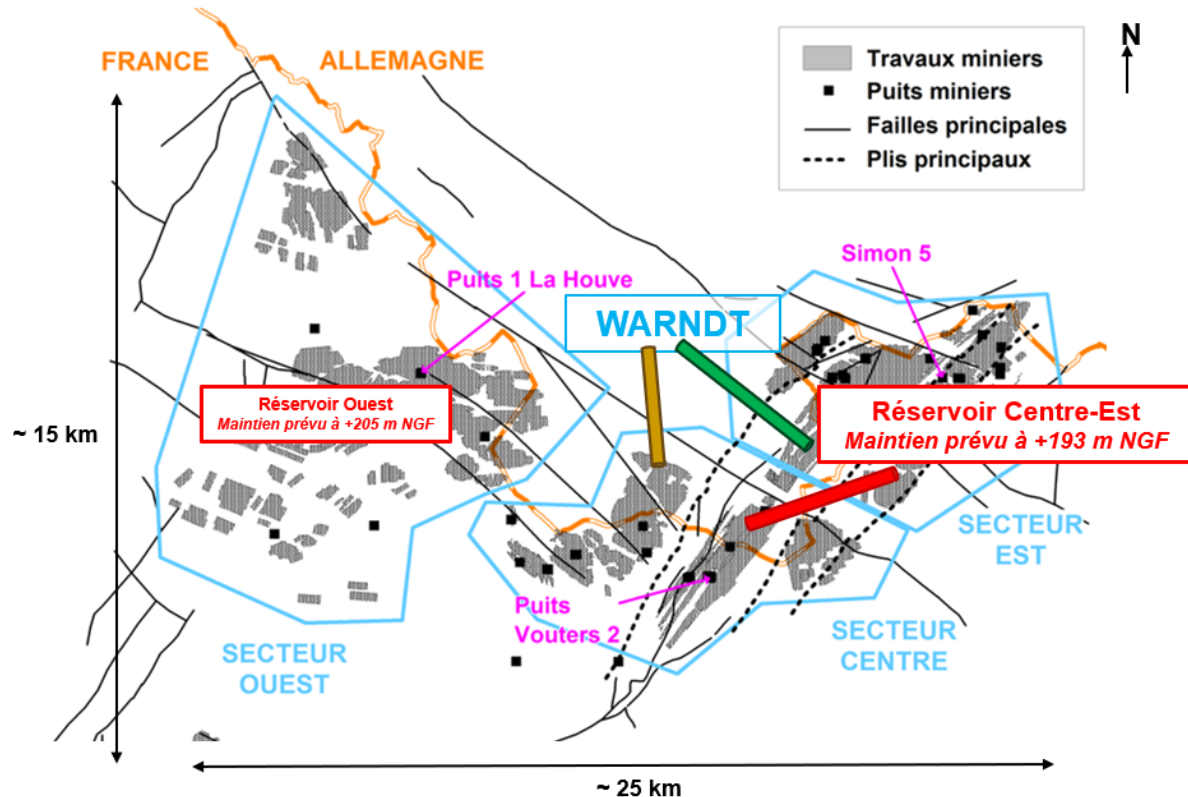 FRANCE
ALLEMAGNE
N
Travaux miniers
Puits miniers
Failles principales
Plis principaux
Simon 5
Puits 1 La Houve
WARNDT
Réservoir Ouest
Maintien prévu à +205 m NGF
Réservoir Centre-Est
Maintien prévu à +193 m NGF
~ 15 km
SECTEUR
EST
Puits
Vouters 2
SECTEUR
OUEST
SECTEUR
CENTRE
~ 25 km